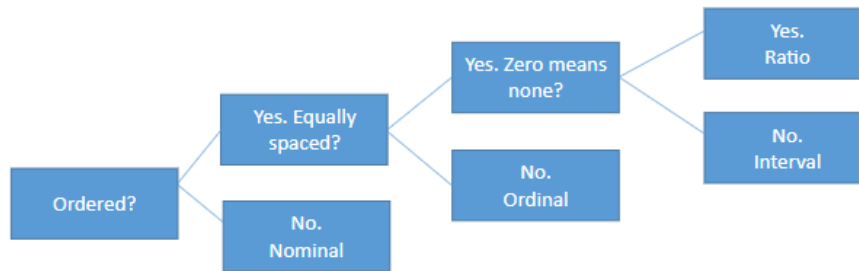 Ordered?
Yes. Equally
spaced?
No.
Nominal
Yes. Zero means
none?
No.
Ordinal
Yes.
Ratio
No.
Interval